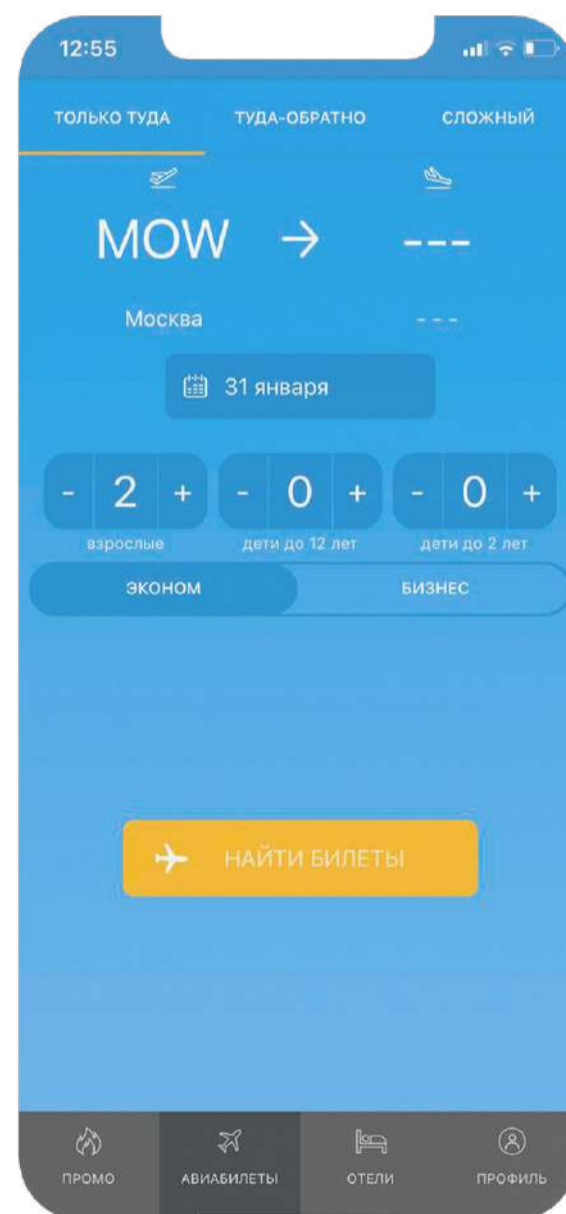 12:55
ТОЛЬКО ТУДА ТУДА-ОБРАТНО СЛОЖНЫЙ
MOW → ---
Москва ---
31 января
- 2 + - 0 + - 0 +
взрослые дети до 12 лет дети до 2 лет
ЭКОНОМ БИЗНЕС
НАЙТИ БИЛЕТЫ
ПРОМО АВИАБИЛЕТЫ ОТЕЛИ ПРОФИЛЬ